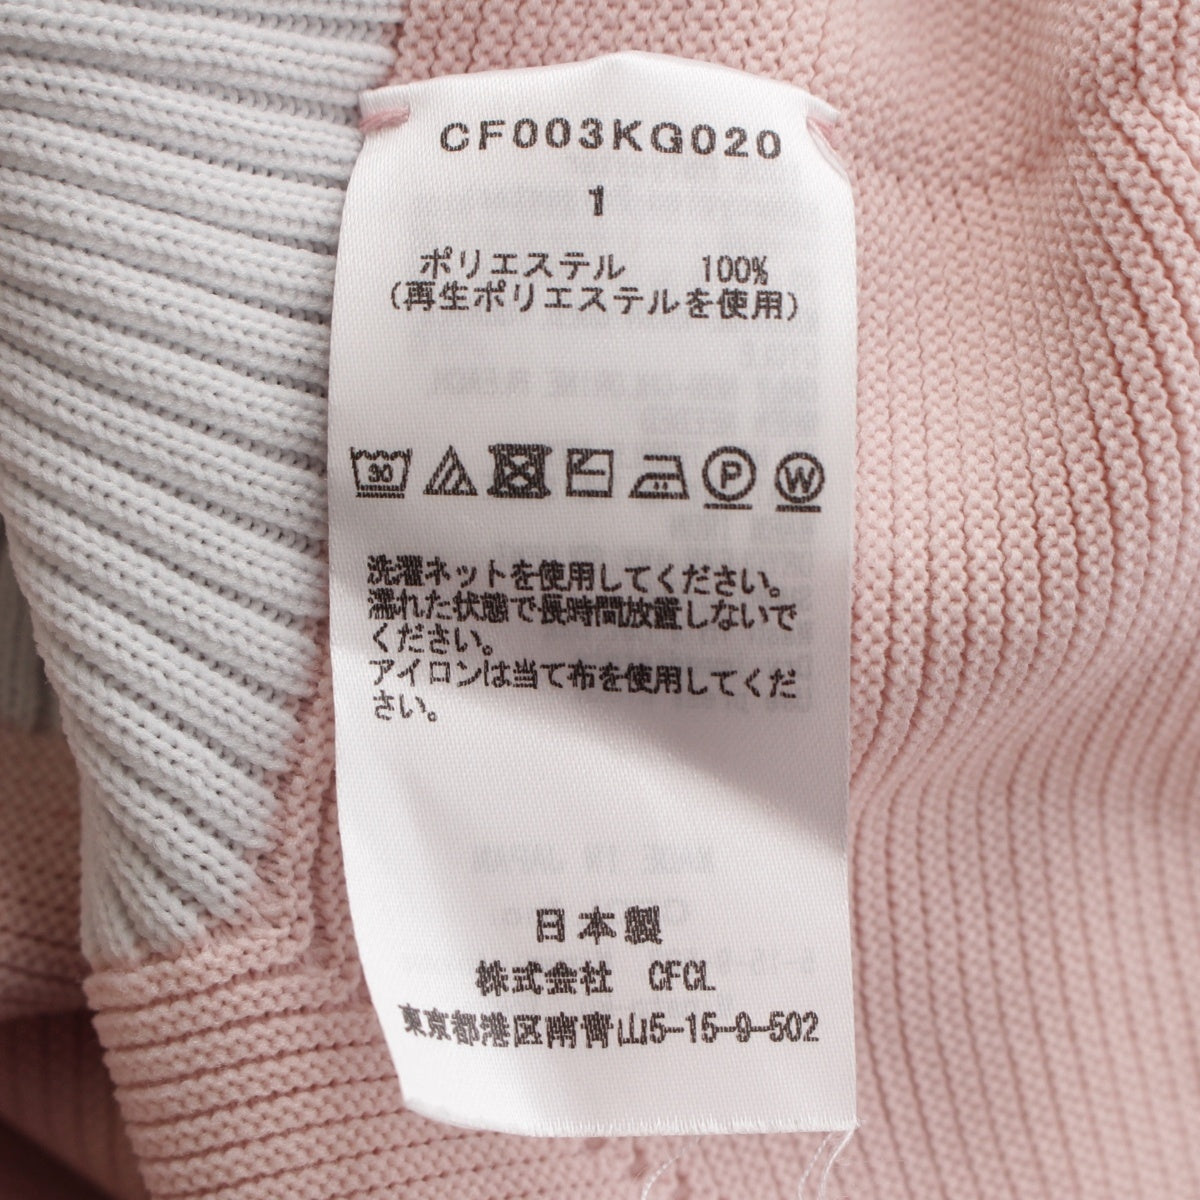 CF003KG020
1
ポリエステル 100%
(再生ポリエステルを使用)
30
P
W
洗濯ネットを使用してください。
濡れた状態で長時間放置しないで
ください。
アイロンは当て布を使用してくだ
さい。
日本製
株式会社 CFCL
東京都港区南青山5-15-9-502